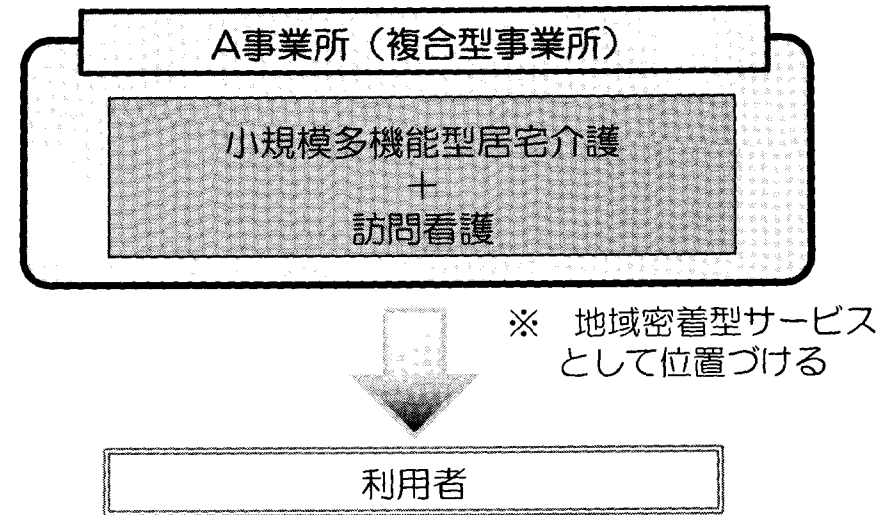 A事業所（複合型事業所）
小規模多機能型居宅介護
＋
訪問看護
※　地域密着型サービス
として位置づける
利用者